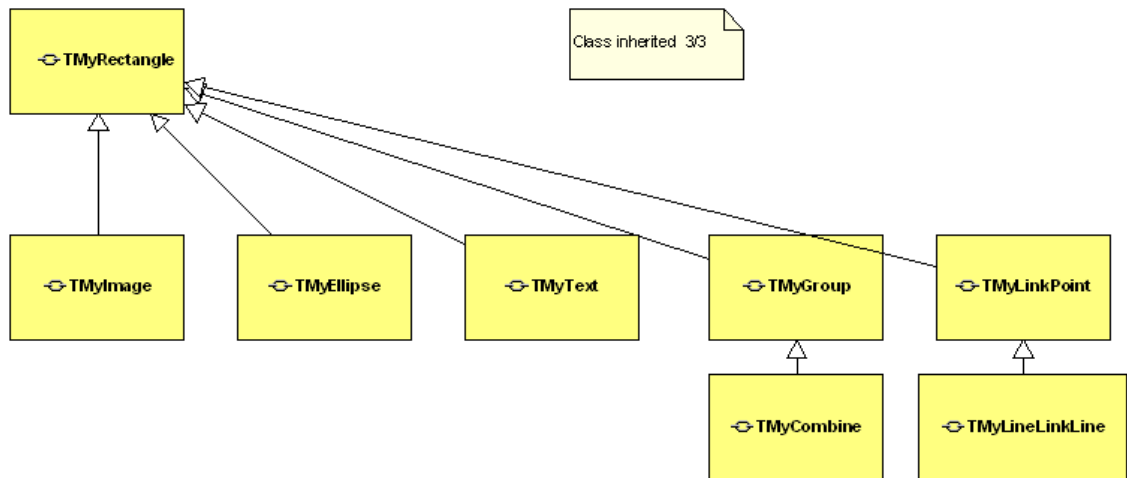 TMyRectangle
Class inherited 3/3
TMyImage
TMyEllipse
TMyText
TMyGroup
TMyLinkPoint
TMyCombine
TMyLineLinkLine